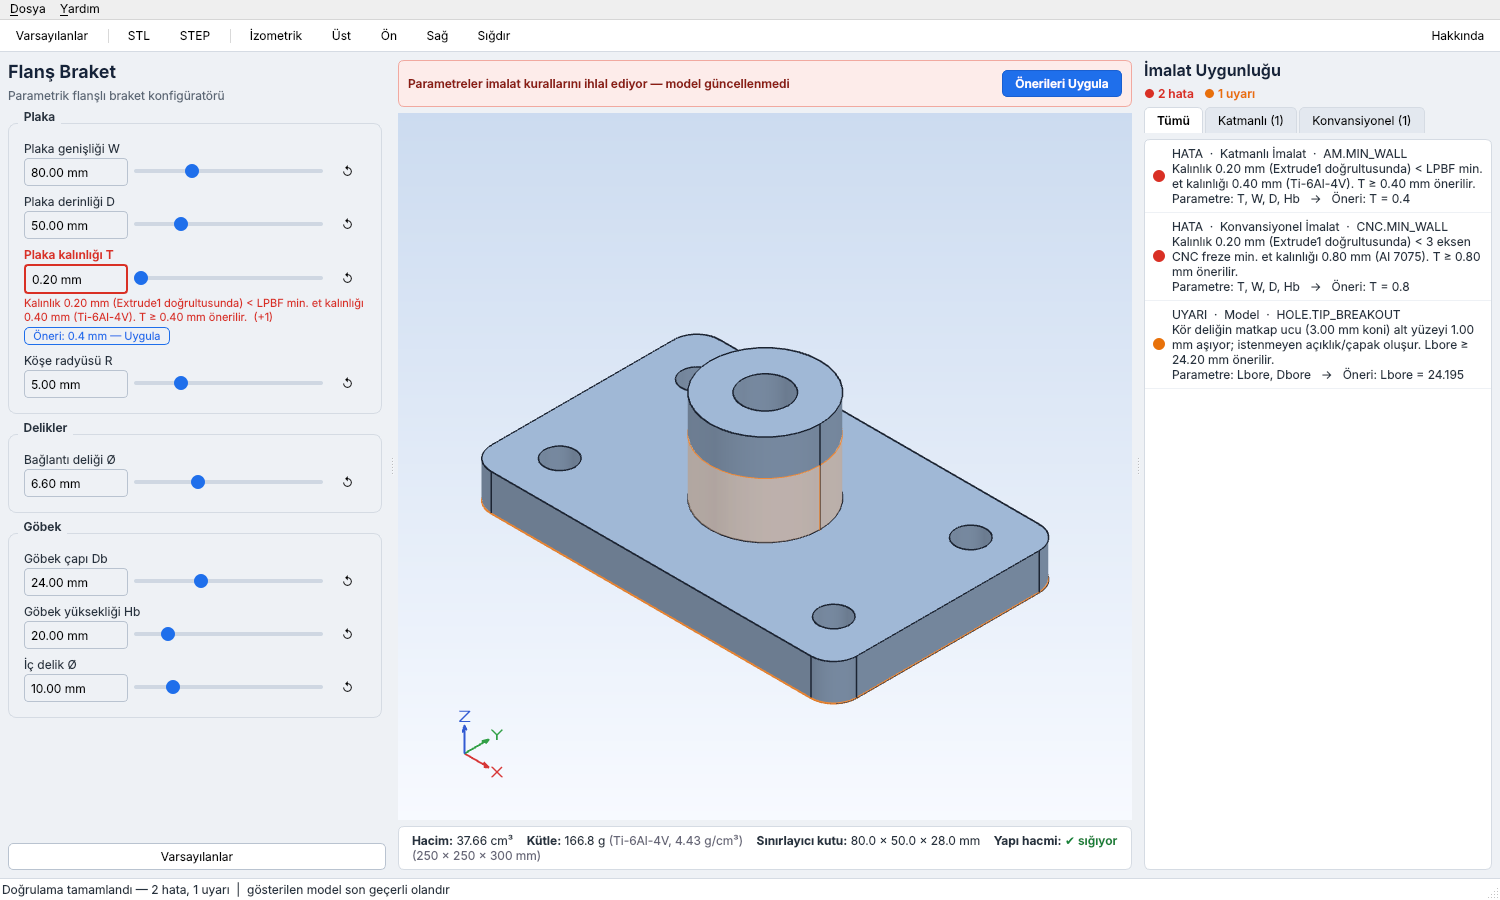 Dosya Yardım
Varsayılanlar STL STEP İzometrik Üst Ön Sağ Sığdır Hakkında
Flanş Braket
Parametrik flanşlı braket konfigüratörü
Plaka
Plaka genişliği W
80.00 mm
Plaka derinliği D
50.00 mm
Plaka kalınlığı T
0.20 mm
Kalınlık 0.20 mm (Extrude1 doğrultusunda) < LPBF min. et kalınlığı
0.40 mm (Ti-6Al-4V). T ≥ 0.40 mm önerilir. (+1)
Öneri: 0.4 mm — Uygula
Köşe radyüsü R
5.00 mm
Delikler
Bağlantı deliği Ø
6.60 mm
Göbek
Göbek çapı Db
24.00 mm
Göbek yüksekliği Hb
20.00 mm
İç delik Ø
10.00 mm
Varsayılanlar
Parametreler imalat kurallarını ihlal ediyor — model güncellenmedi
Önerileri Uygula
Z
Y
X
Hacim: 37.66 cm³ Kütle: 166.8 g (Ti-6Al-4V, 4.43 g/cm³) Sınırlayıcı kutu: 80.0 × 50.0 × 28.0 mm Yapı hacmi: ✔ sığıyor
(250 × 250 × 300 mm)
İmalat Uygunluğu
2 hata 1 uyarı
Tümü Katmanlı (1) Konvansiyonel (1)
HATA · Katmanlı İmalat · AM.MIN_WALL
Kalınlık 0.20 mm (Extrude1 doğrultusunda) < LPBF min.
et kalınlığı 0.40 mm (Ti-6Al-4V). T ≥ 0.40 mm önerilir.
Parametre: T, W, D, Hb → Öneri: T = 0.4
HATA · Konvansiyonel İmalat · CNC.MIN_WALL
Kalınlık 0.20 mm (Extrude1 doğrultusunda) < 3 eksen
CNC freze min. et kalınlığı 0.80 mm (Al 7075). T ≥ 0.80
mm önerilir.
Parametre: T, W, D, Hb → Öneri: T = 0.8
UYARI · Model · HOLE.TIP_BREAKOUT
Kör deliğin matkap ucu (3.00 mm koni) alt yüzeyi 1.00
mm aşıyor; istenmeyen açıklık/çapak oluşur. Lbore ≥
24.20 mm önerilir.
Parametre: Lbore, Dbore → Öneri: Lbore = 24.195
Doğrulama tamamlandı — 2 hata, 1 uyarı | gösterilen model son geçerli olandır